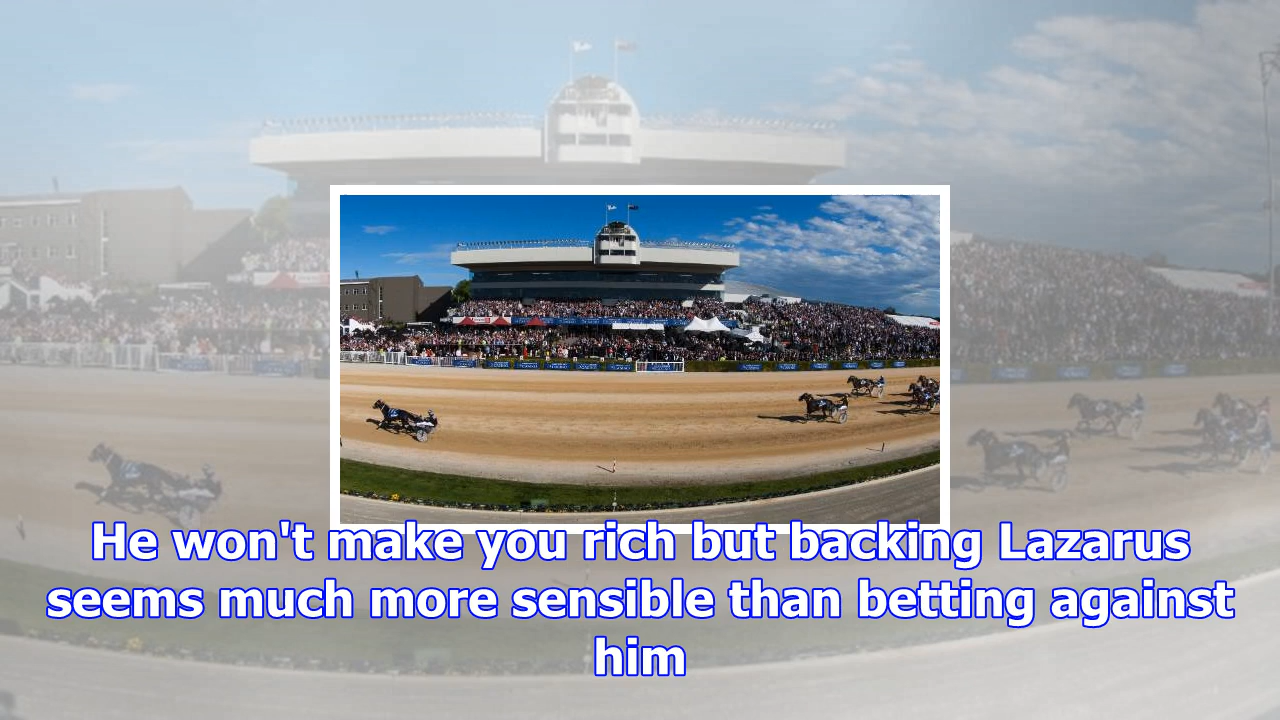 He won't make you rich but backing Lazarus
seems much more sensible than betting against
him